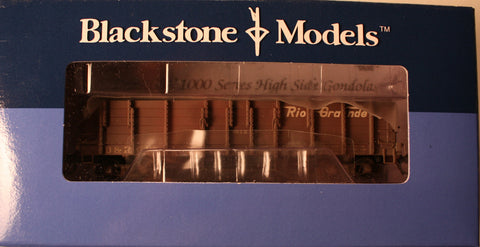 Blackstone Models™
1000 Series High Side Gondolas
Rio Grande